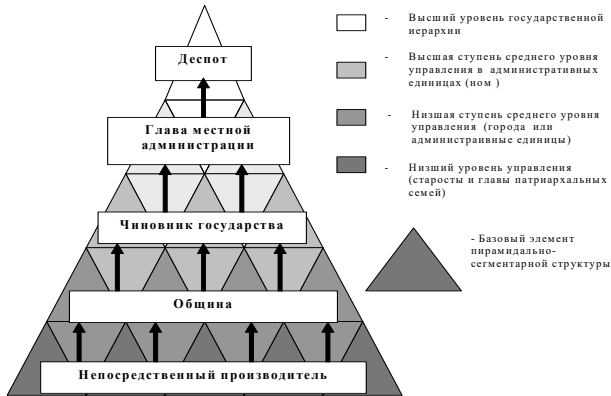 Деспот
Глава местной
администрации
Чиновник государства
Община
Непосредственный производитель
- Высший уровень государственной
иерархии
- Высшая ступень среднего уровня
управления в административных
единицах (ном )
- Низшая ступень среднего уровня
управления (города или
администраивные единицы)
- Низший уровень управления
(старосты и главы патриархальных
семей)
- Базовый элемент
пирамидально-
сегментарной структуры